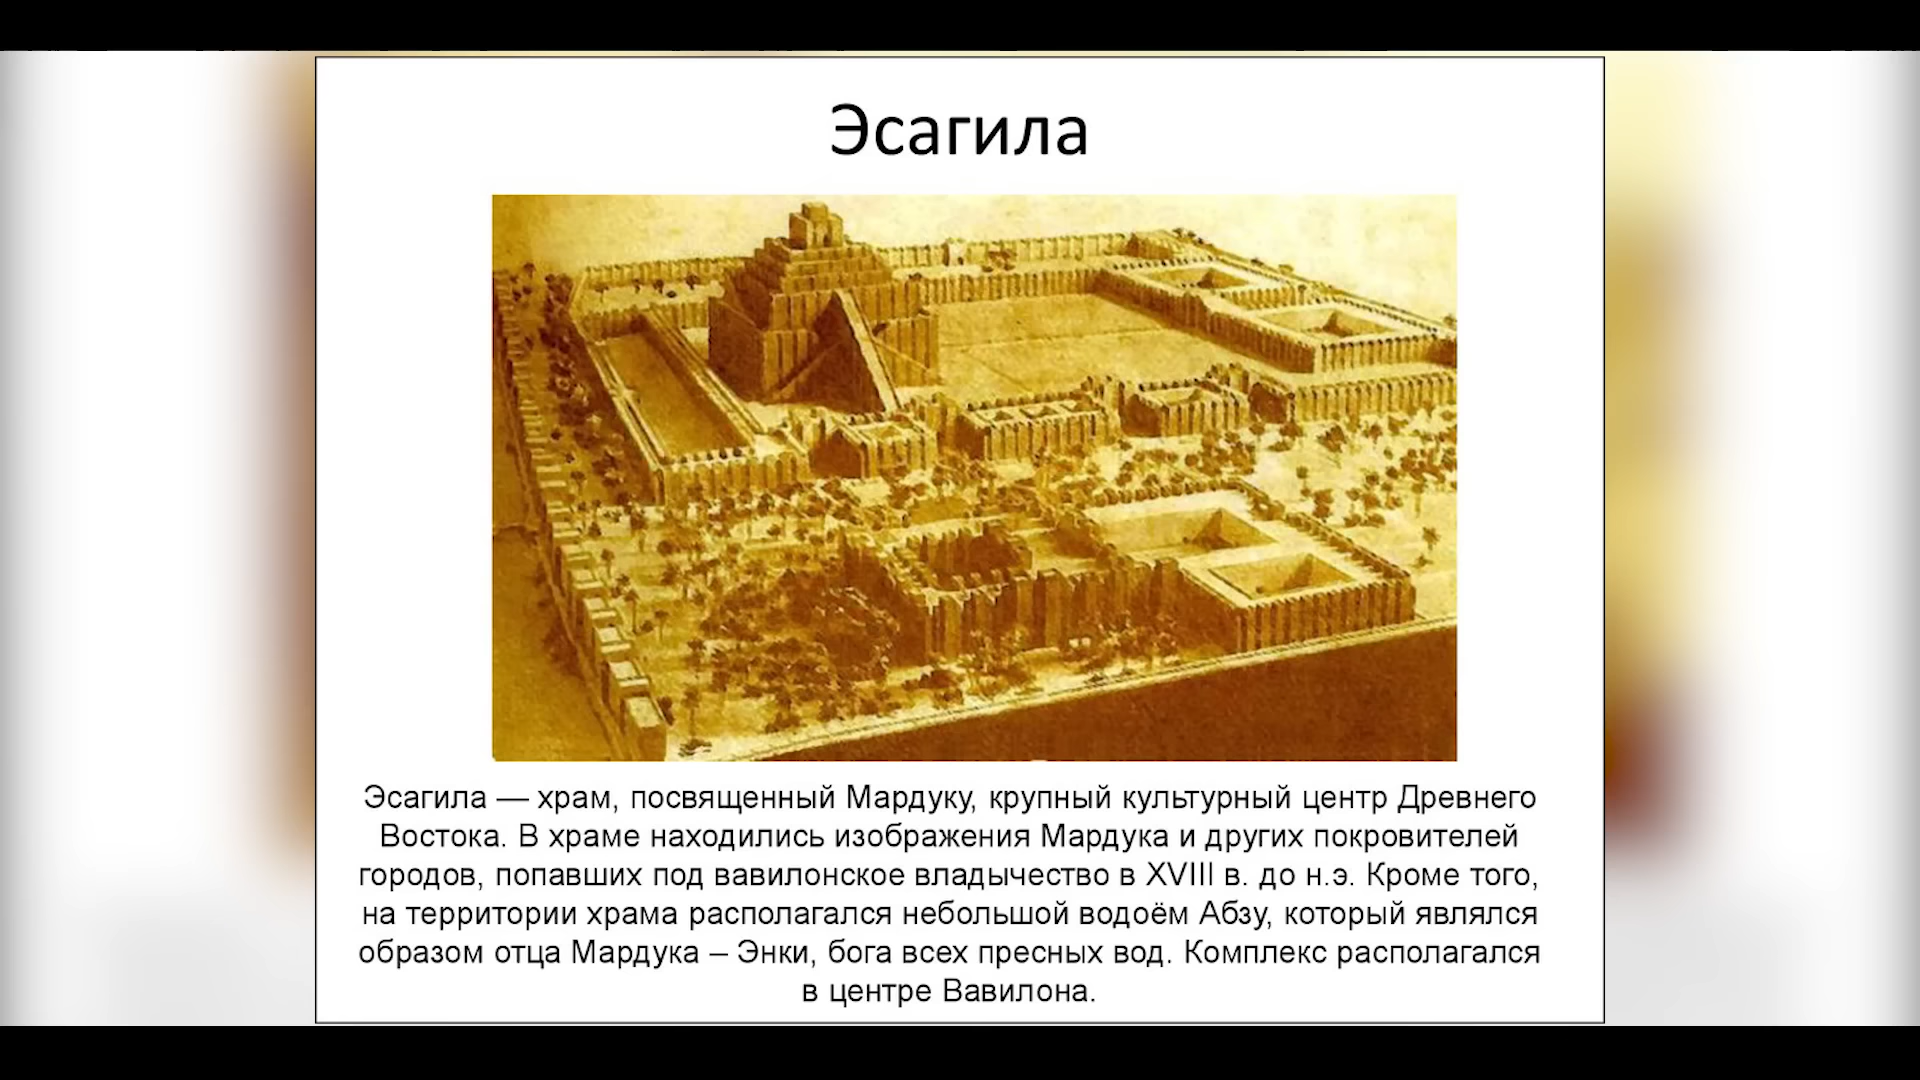 Эсагила
Эсагила — храм, посвященный Мардуку, крупный культурный центр Древнего
Востока. В храме находились изображения Мардука и других покровителей
городов, попавших под вавилонское владычество в XVIII в. до н.э. Кроме того,
на территории храма располагался небольшой водоём Абзу, который являлся
образом отца Мардука – Энки, бога всех пресных вод. Комплекс располагался
в центре Вавилона.